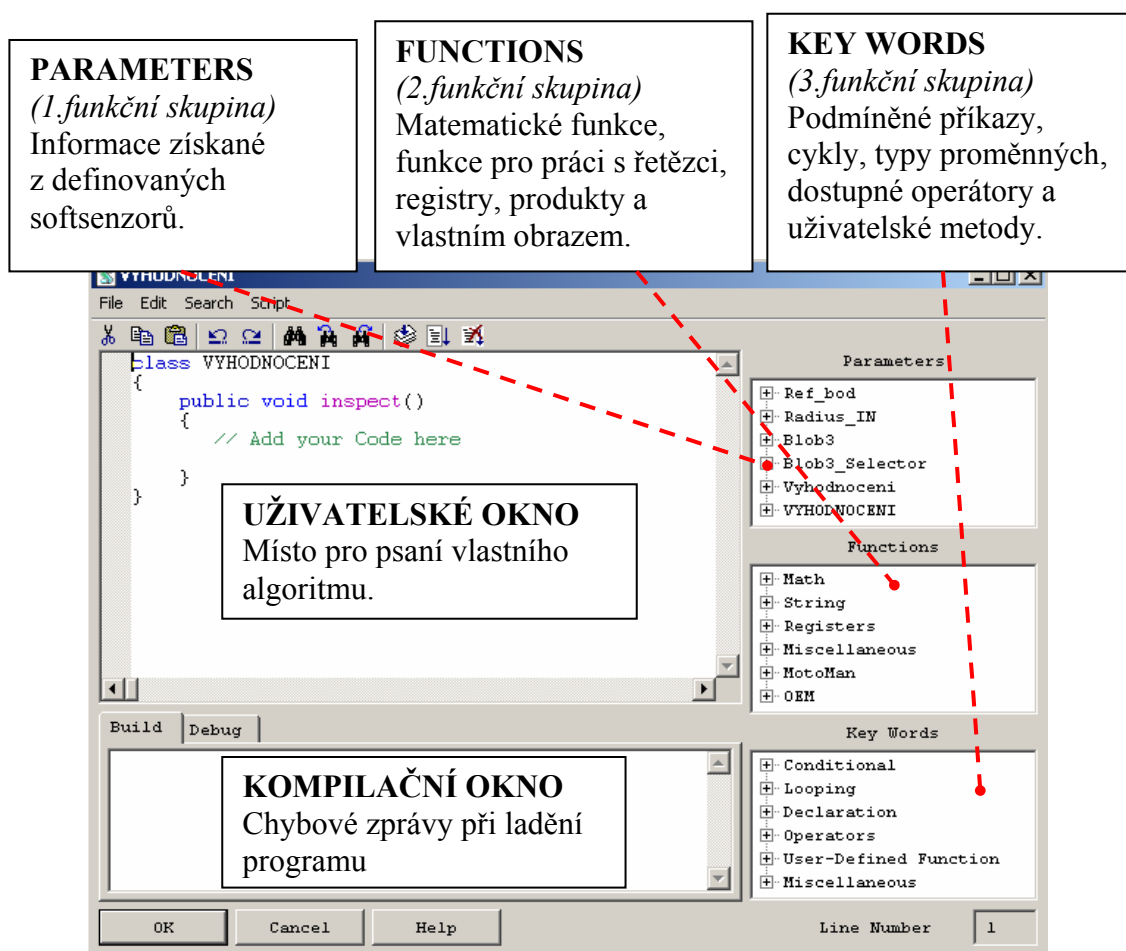 PARAMETERS
(1.funkční skupina)
Informace získané
z definovaných
softsenzorů.
FUNCTIONS
(2.funkční skupina)
Matematické funkce,
funkce pro práci s řetězci,
registry, produkty a
vlastním obrazem.
KEY WORDS
(3.funkční skupina)
Podmíněné příkazy,
cykly, typy proměnných,
dostupné operátory a
uživatelské metody.
VYHODNOCENI
File Edit Search Script
class VYHODNOCENI
{
public void inspect()
{
// Add your Code here
}
}
UŽIVATELSKÉ OKNO
Místo pro psaní vlastního
algoritmu.
Parameters
Ref_bod
Radius_IN
Blob3
Blob3_Selector
Vyhodnoceni
VYHODNOCENI
Functions
Math
String
Registers
Miscellaneous
MotoMan
OEM
Build Debug
KOMPILAČNÍ OKNO
Chybové zprávy při ladění
programu
Key Words
Conditional
Looping
Declaration
Operators
User-Defined Function
Miscellaneous
OK Cancel Help Line Number 1